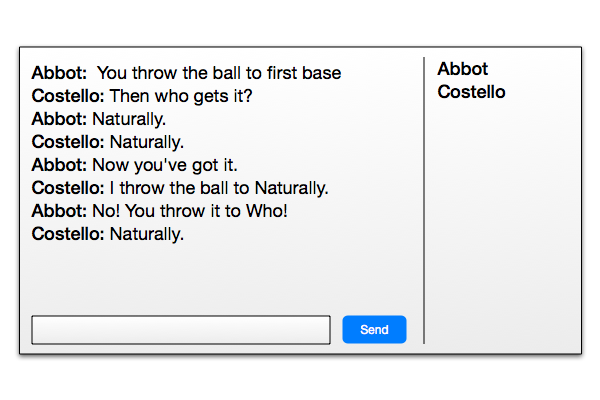 Abbot:  You throw the ball to first base
Costello: Then who gets it?
Abbot: Naturally.
Costello: Naturally.
Abbot: Now you've got it.
Costello: I throw the ball to Naturally.
Abbot: No! You throw it to Who!
Costello: Naturally.
Send
Abbot
Costello